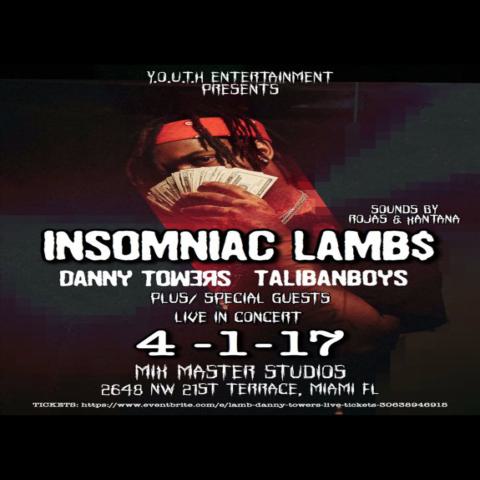 Y.O.U.T.H ENTERTAINMENT
PRESENTS
SOUNDS BY
ROJAS & XANTANA
INSOMNIAC LAMB$
DANNY TOWƎRS TALIBANBOYS
PLUS/ SPECIAL GUESTS
LIVE IN CONCERT
4 -1-17
MIX MASTER STUDIOS
2648 NW 21ST TERRACE, MIAMI FL
TICKETS: https://www.eventbrite.com/e/lamb-danny-towers-live-tickets-30638946915